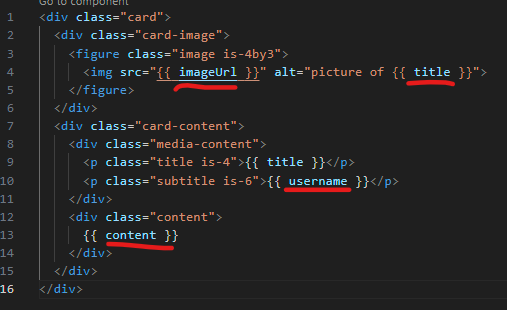 Go to component
1 <div class="card">
2   <div class="card-image">
3     <figure class="image is-4by3">
4       <img src="{{ imageUrl }}" alt="picture of {{ title }}">
5     </figure>
6   </div>
7   <div class="card-content">
8     <div class="media-content">
9       <p class="title is-4">{{ title }}</p>
10       <p class="subtitle is-6">{{ username }}</p>
11     </div>
12     <div class="content">
13       {{ content }}
14     </div>
15   </div>
16 </div>